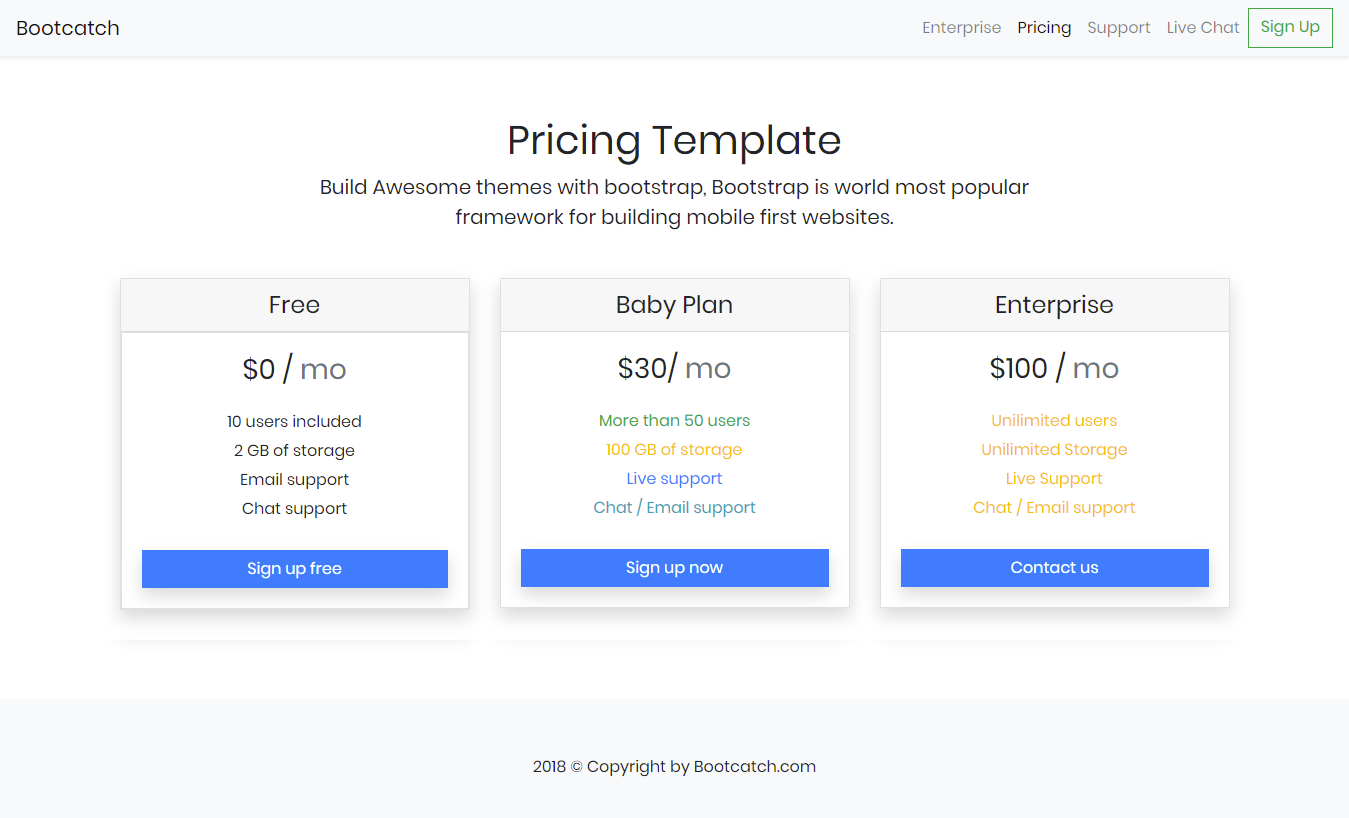 Bootcatch
Enterprise Pricing Support Live Chat Sign Up
Pricing Template
Build Awesome themes with bootstrap, Bootstrap is world most popular
framework for building mobile first websites.
Free
$0 / mo
10 users included
2 GB of storage
Email support
Chat support
Sign up free
Baby Plan
$30/ mo
More than 50 users
100 GB of storage
Live support
Chat / Email support
Sign up now
Enterprise
$100 / mo
Unilimited users
Unilimited Storage
Live Support
Chat / Email support
Contact us
2018 © Copyright by Bootcatch.com